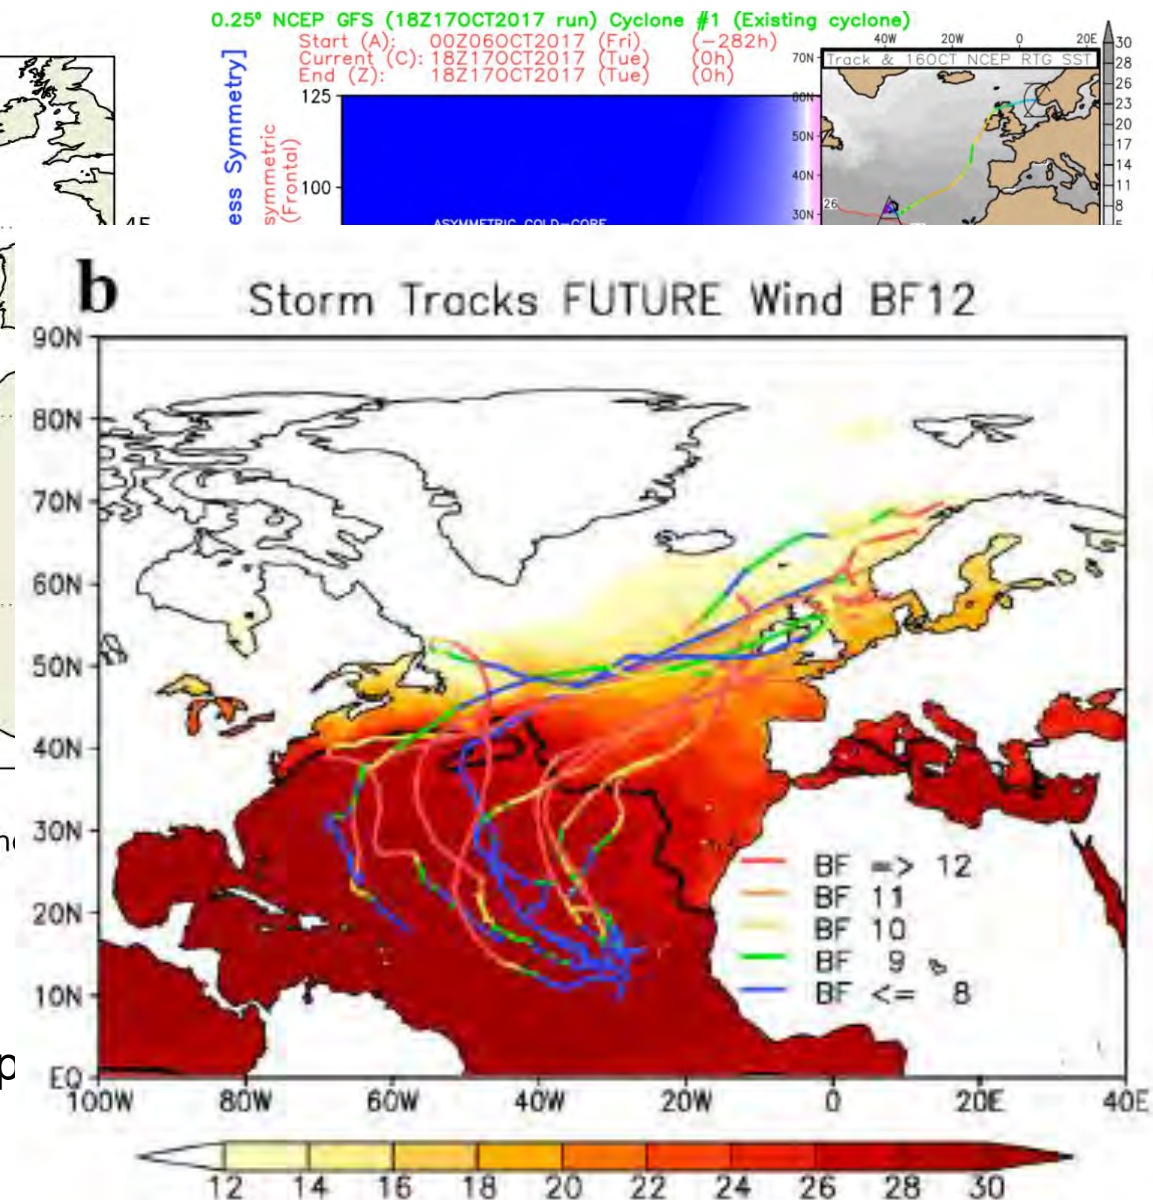 0.25° NCEP GFS (18Z17OCT2017 run) Cyclone #1 (Existing cyclone)
Start (A): 00Z06OCT2017 (Fri) (-282h)
Current (C): 18Z17OCT2017 (Tue) (0h)
End (Z): 18Z17OCT2017 (Tue) (0h)
40W 20W 0 20E
Track & 16OCT NCEP RTG SST
70N
60N
50N
40N
30N
26
30
28
26
23
20
17
14
11
8
5
ess Symmetry]
symmetric
(Frontal)
125
100
ASYMMETRIC COLD-CORE
45
b
Storm Tracks FUTURE Wind BF12
90N
80N
70N
60N
50N
40N
30N
20N
10N
EQ
BF => 12
BF 11
BF 10
BF 9
BF <= 8
100W 80W 60W 40W 20W 0 20E 40E
12 14 16 18 20 22 24 26 28 30
p